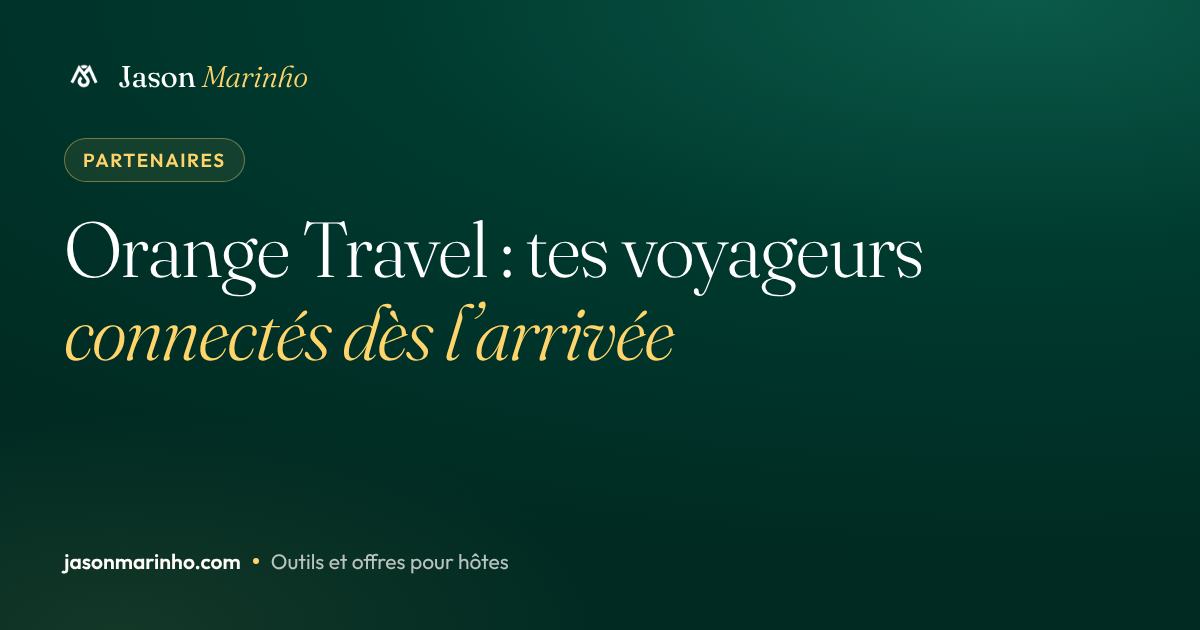 Jason Marinho
PARTENAIRES
Orange Travel : tes voyageurs
connectés dès l’arrivée
jasonmarinho.com • Outils et offres pour hôtes